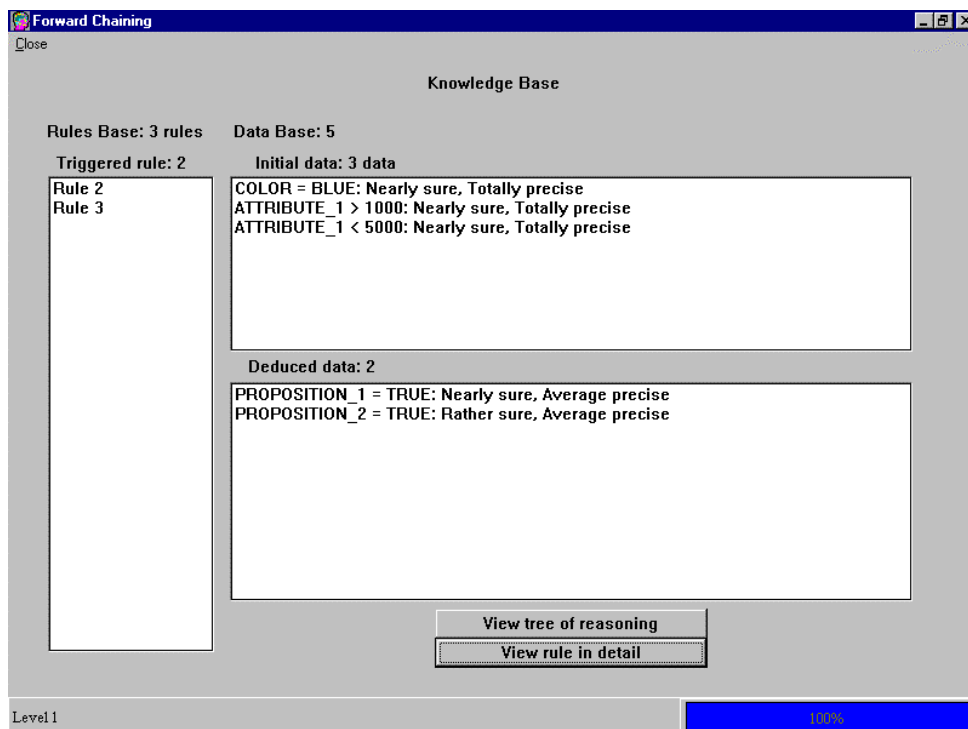 Forward Chaining
Close
Knowledge Base
Rules Base: 3 rules
Data Base: 5
Triggered rule: 2
Initial data: 3 data
Rule 2
Rule 3
COLOR = BLUE: Nearly sure, Totally precise
ATTRIBUTE_1 > 1000: Nearly sure, Totally precise
ATTRIBUTE_1 < 5000: Nearly sure, Totally precise
Deduced data: 2
PROPOSITION_1 = TRUE: Nearly sure, Average precise
PROPOSITION_2 = TRUE: Rather sure, Average precise
View tree of reasoning
View rule in detail
Level 1
100%